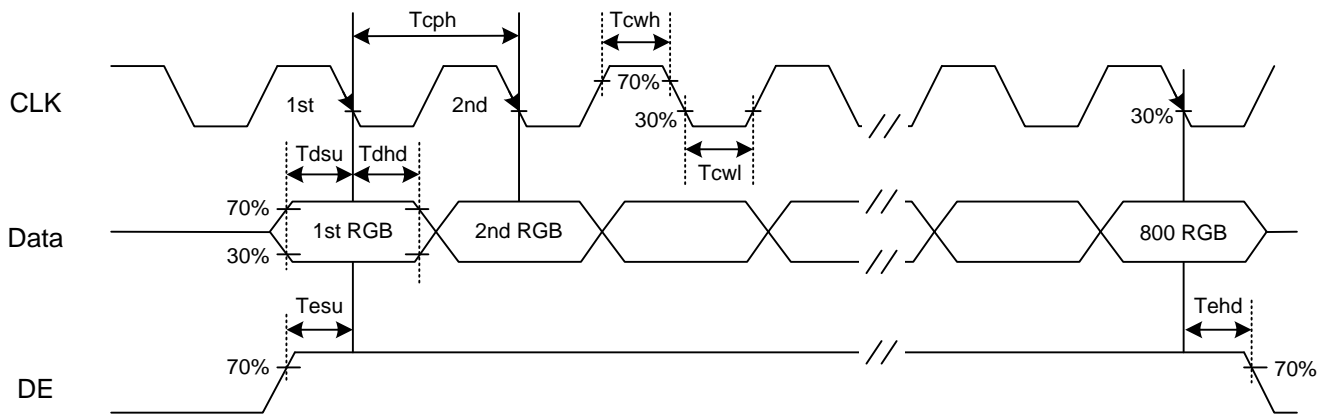 Tcph Tcwh
CLK 1st 2nd 70% 30% 30%
Tdsu Tdhd Tcwl
70%
Data 1st RGB 2nd RGB 800 RGB
30%
Tesu Tehd
70% 70%
DE